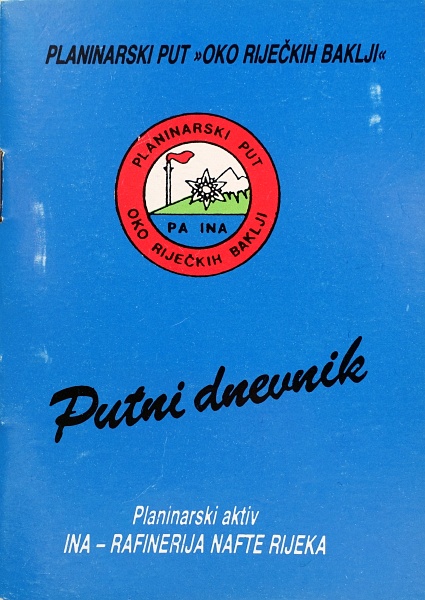 PLANINARSKI PUT »OKO RIJEČKIH BAKLJI«
PLANINARSKI PUT
PA INA
OKO RIJEČKIH BAKLJI
Putni dnevnik
Planinarski aktiv
INA – RAFINERIJA NAFTE RIJEKA